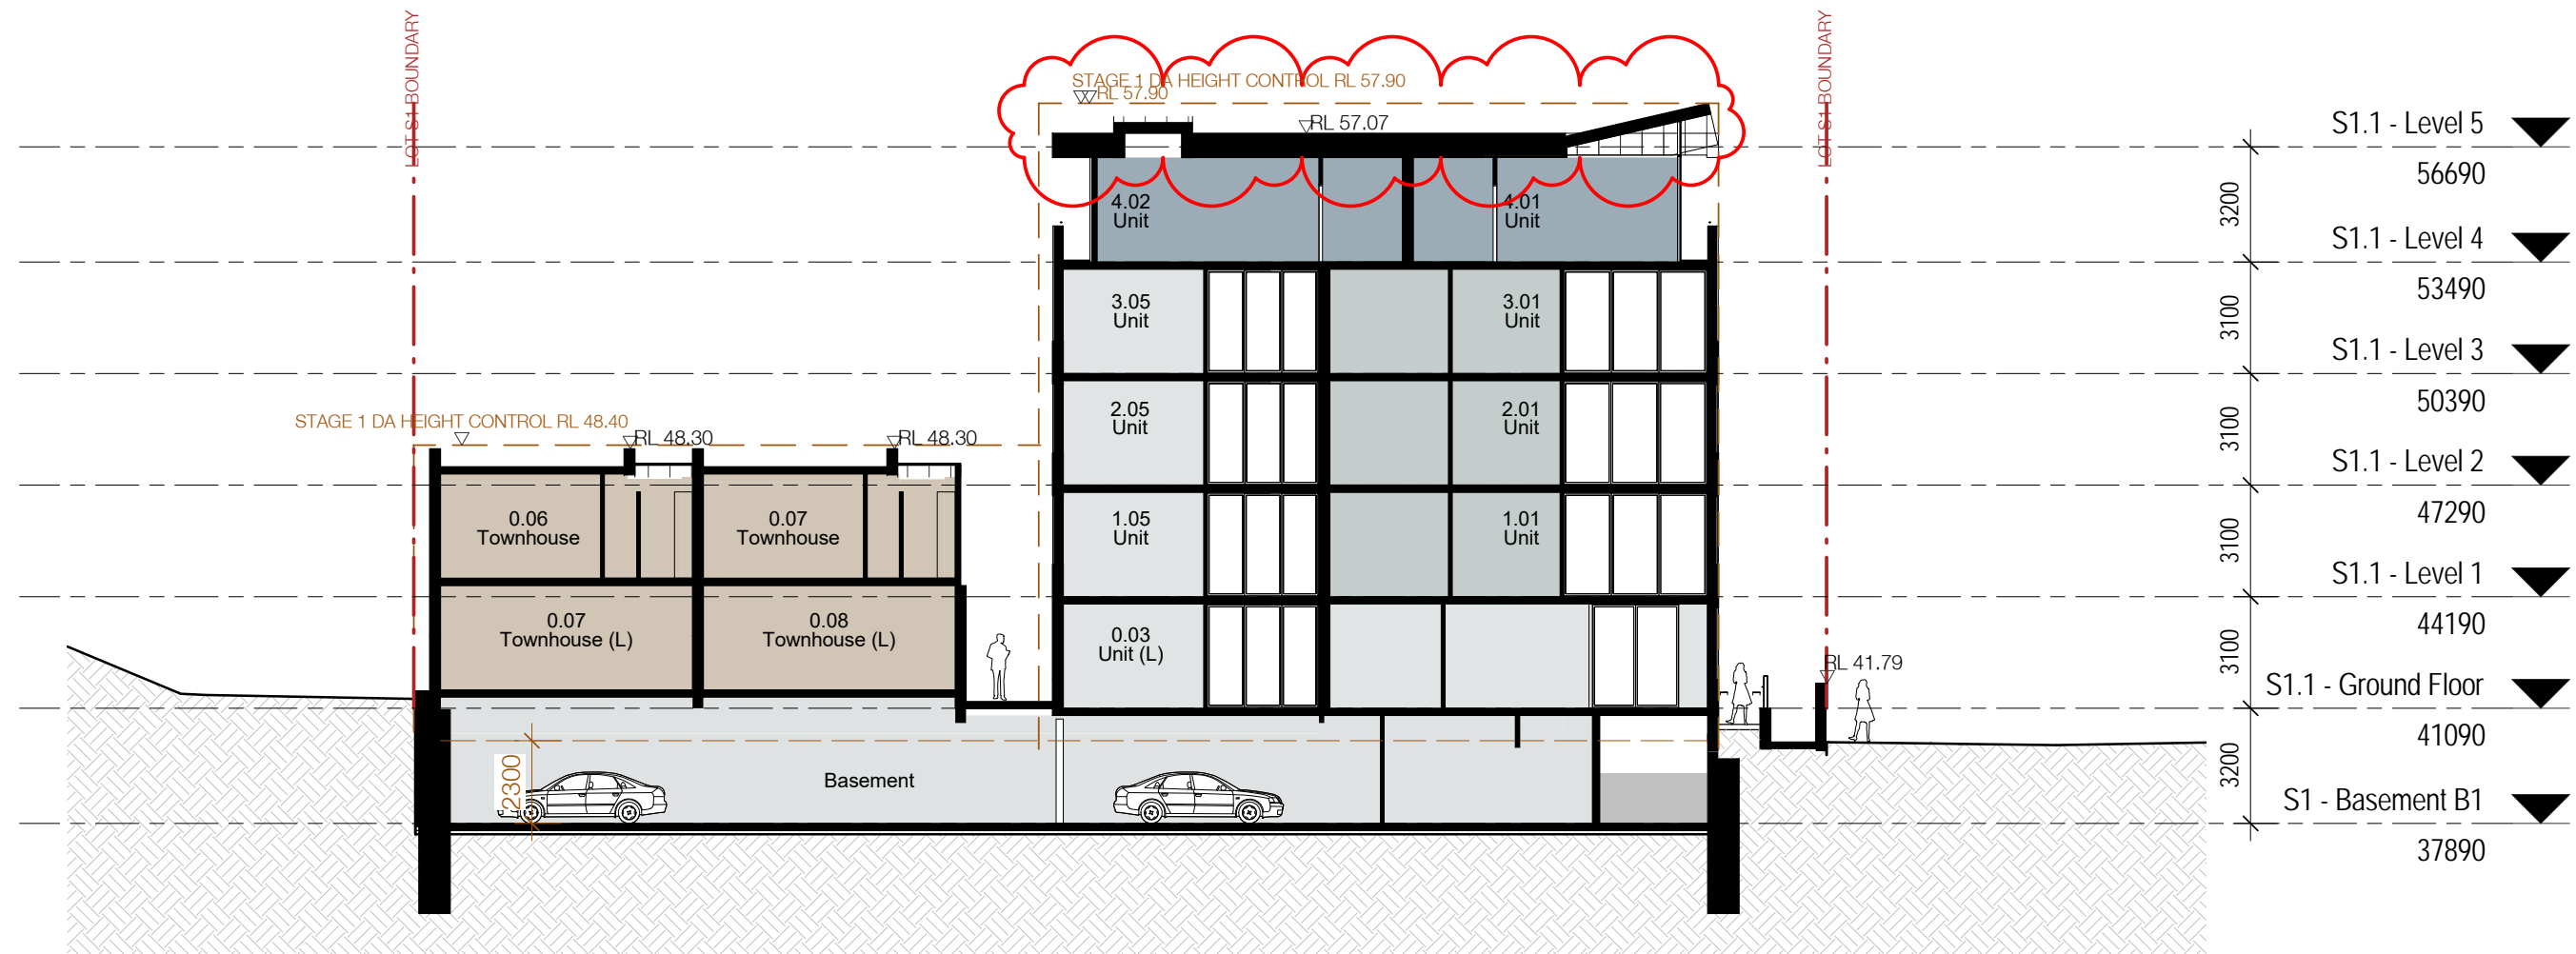 LOT S1 BOUNDARY
LOT S1 BOUNDARY
STAGE 1 DA HEIGHT CONTROL RL 57.90
RL 57.90
RL 57.07
S1.1 - Level 5
56690
3200
4.02
Unit
4.01
Unit
S1.1 - Level 4
53490
3100
3.05
Unit
3.01
Unit
S1.1 - Level 3
50390
3100
2.05
Unit
2.01
Unit
STAGE 1 DA HEIGHT CONTROL RL 48.40
RL 48.30
RL 48.30
S1.1 - Level 2
47290
3100
0.06
Townhouse
0.07
Townhouse
1.05
Unit
1.01
Unit
S1.1 - Level 1
44190
3100
0.07
Townhouse (L)
0.08
Townhouse (L)
0.03
Unit (L)
RL 41.79
S1.1 - Ground Floor
41090
3200
2300
Basement
S1 - Basement B1
37890